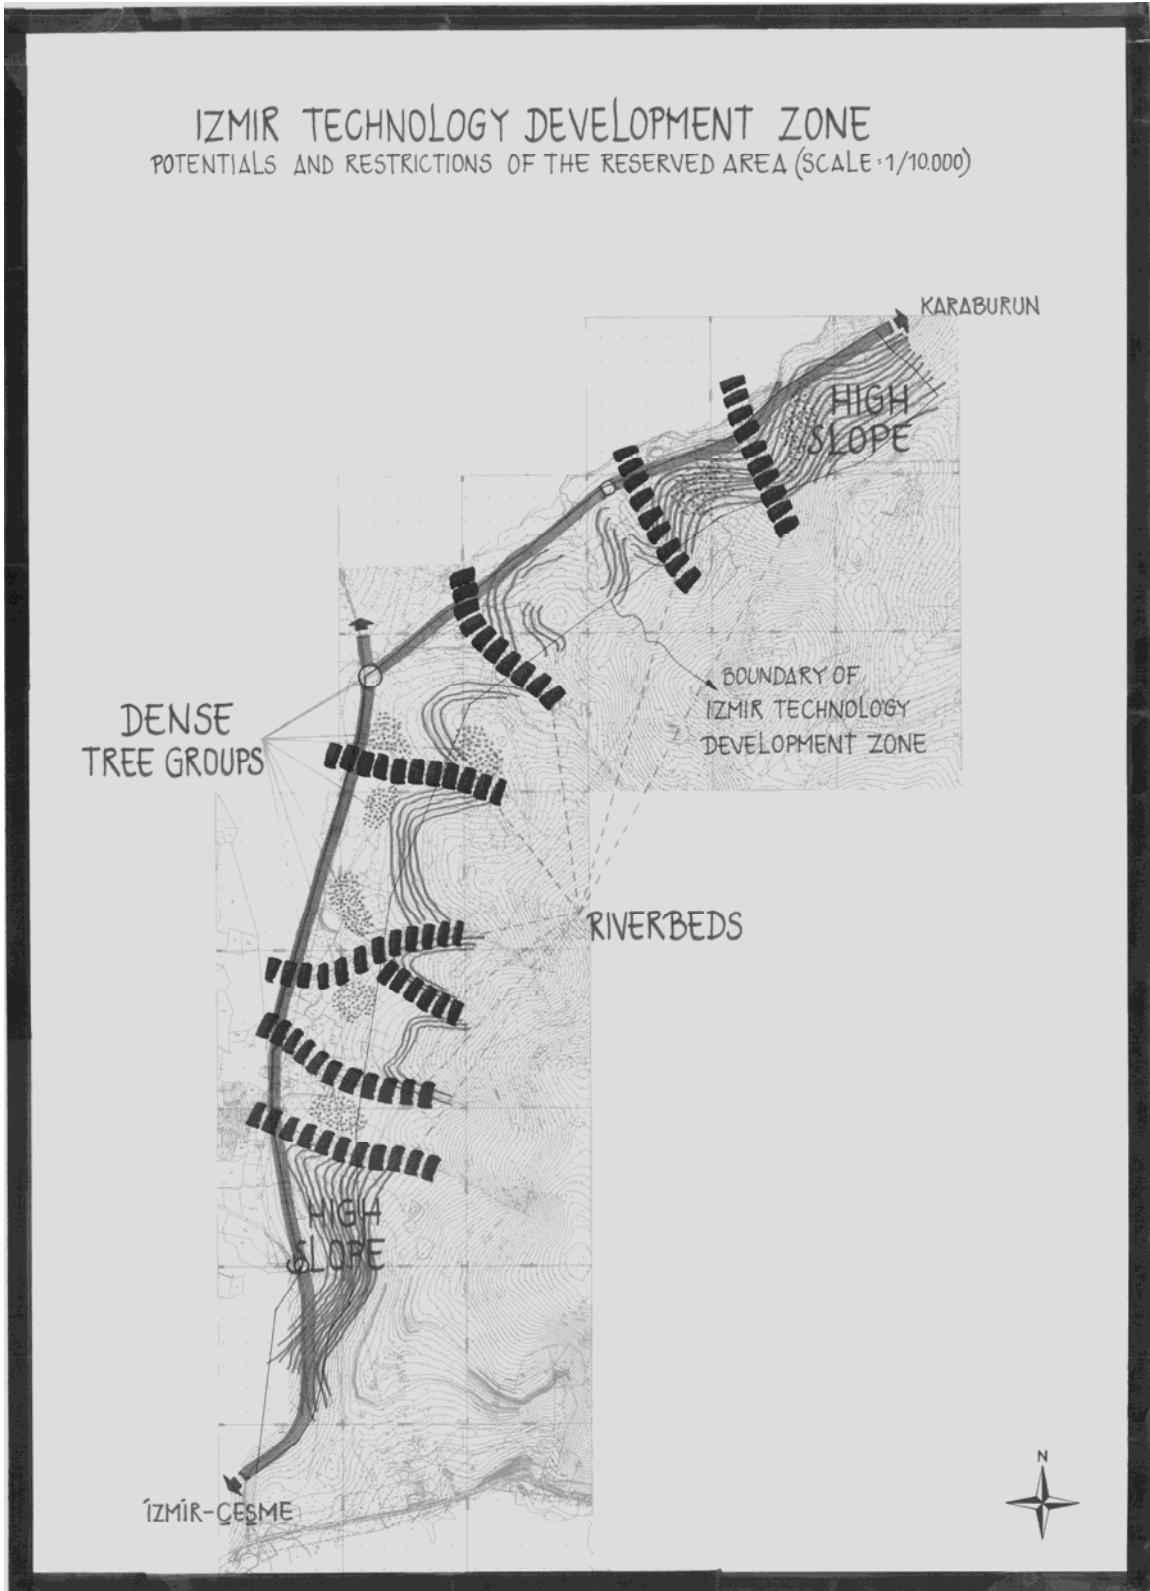 IZMIR TECHNOLOGY DEVELOPMENT ZONE
POTENTIALS AND RESTRICTIONS OF THE RESERVED AREA (SCALE:1/10.000)
KARABURUN
HIGH
SLOPE
BOUNDARY OF
IZMIR TECHNOLOGY
DEVELOPMENT ZONE
DENSE
TREE GROUPS
RIVERBEDS
HIGH
SLOPE
İZMİR-ÇEŞME
N